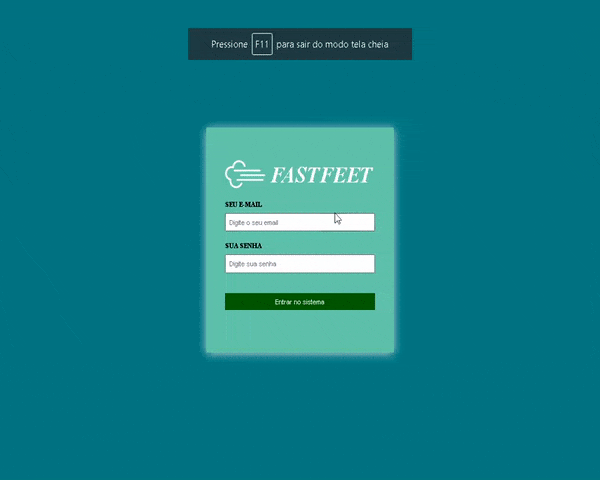 Pressione F11 para sair do modo tela cheia
FASTFEET
SEU E-MAIL
Digite o seu email
SUA SENHA
Digite sua senha
Entrar no sistema